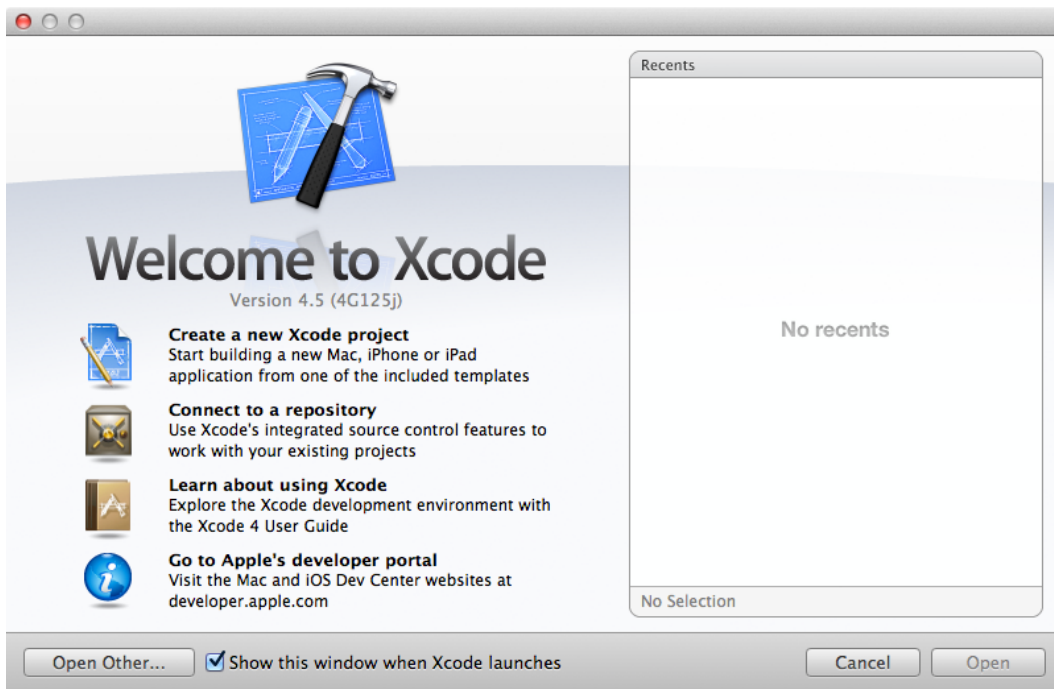 Recents
Welcome to Xcode
Version 4.5 (4G125j)
Create a new Xcode project
Start building a new Mac, iPhone or iPad
application from one of the included templates
Connect to a repository
Use Xcode's integrated source control features to
work with your existing projects
Learn about using Xcode
Explore the Xcode development environment with
the Xcode 4 User Guide
Go to Apple's developer portal
Visit the Mac and iOS Dev Center websites at
developer.apple.com
No recents
No Selection
Open Other...
Show this window when Xcode launches
Cancel
Open